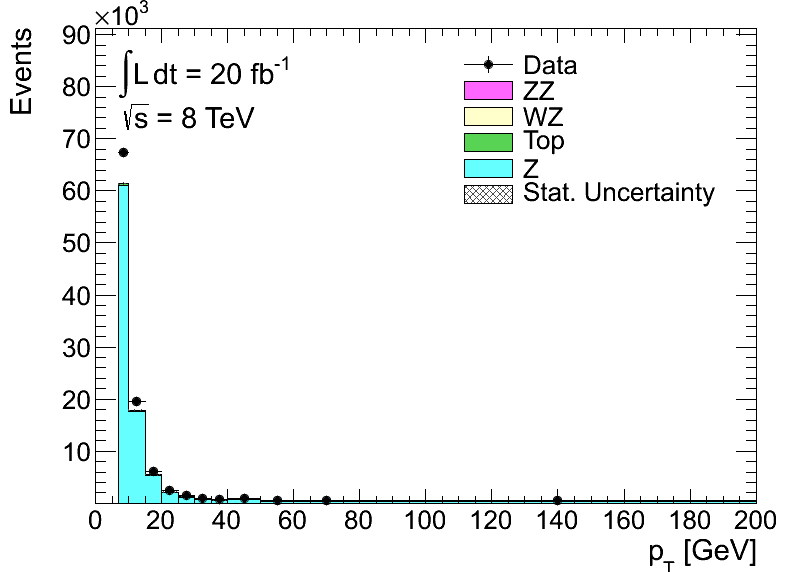 ×10³
Events
90
80
70
60
50
40
30
20
10
∫L dt = 20 fb⁻¹
√s = 8 TeV
Data
ZZ
WZ
Top
Z
Stat. Uncertainty
0 20 40 60 80 100 120 140 160 180 200
p_T [GeV]